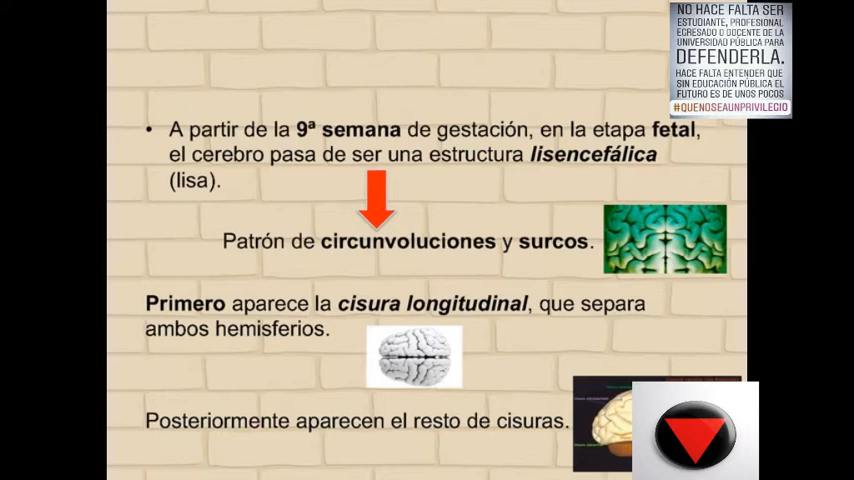 NO HACE FALTA SER
ESTUDIANTE, PROFESIONAL
EGRESADO O DOCENTE DE LA
UNIVERSIDAD PÚBLICA PARA
DEFENDERLA.
HACE FALTA ENTENDER QUE
SIN EDUCACIÓN PÚBLICA EL
FUTURO ES DE UNOS POCOS
#QUENOSEAUNPRIVILEGIO
• A partir de la 9ª semana de gestación, en la etapa fetal,
el cerebro pasa de ser una estructura lisencefálica
(lisa).
Patrón de circunvoluciones y surcos.
Primero aparece la cisura longitudinal, que separa
ambos hemisferios.
Posteriormente aparecen el resto de cisuras.